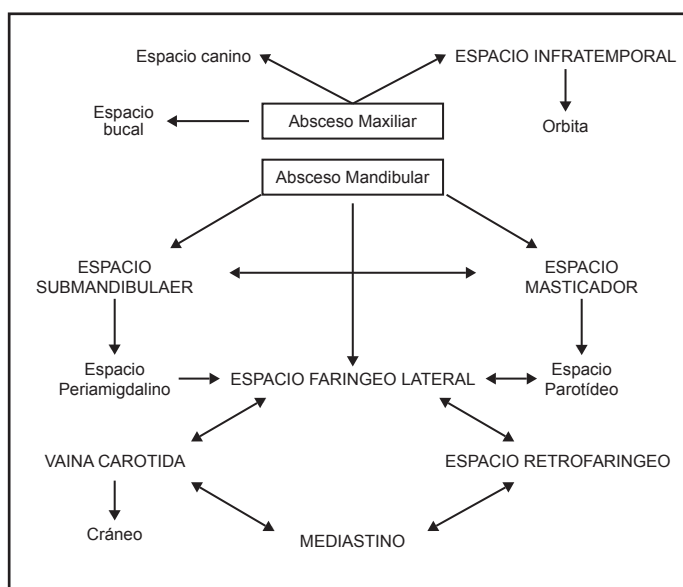 Espacio canino
ESPACIO INFRATEMPORAL
Espacio
bucal
Absceso Maxiliar
Orbita
Absceso Mandibular
ESPACIO
SUBMANDIBULAER
ESPACIO
MASTICADOR
Espacio
Periamigdalino
ESPACIO FARINGEO LATERAL
Espacio
Parotídeo
VAINA CAROTIDA
ESPACIO RETROFARINGEO
Cráneo
MEDIASTINO